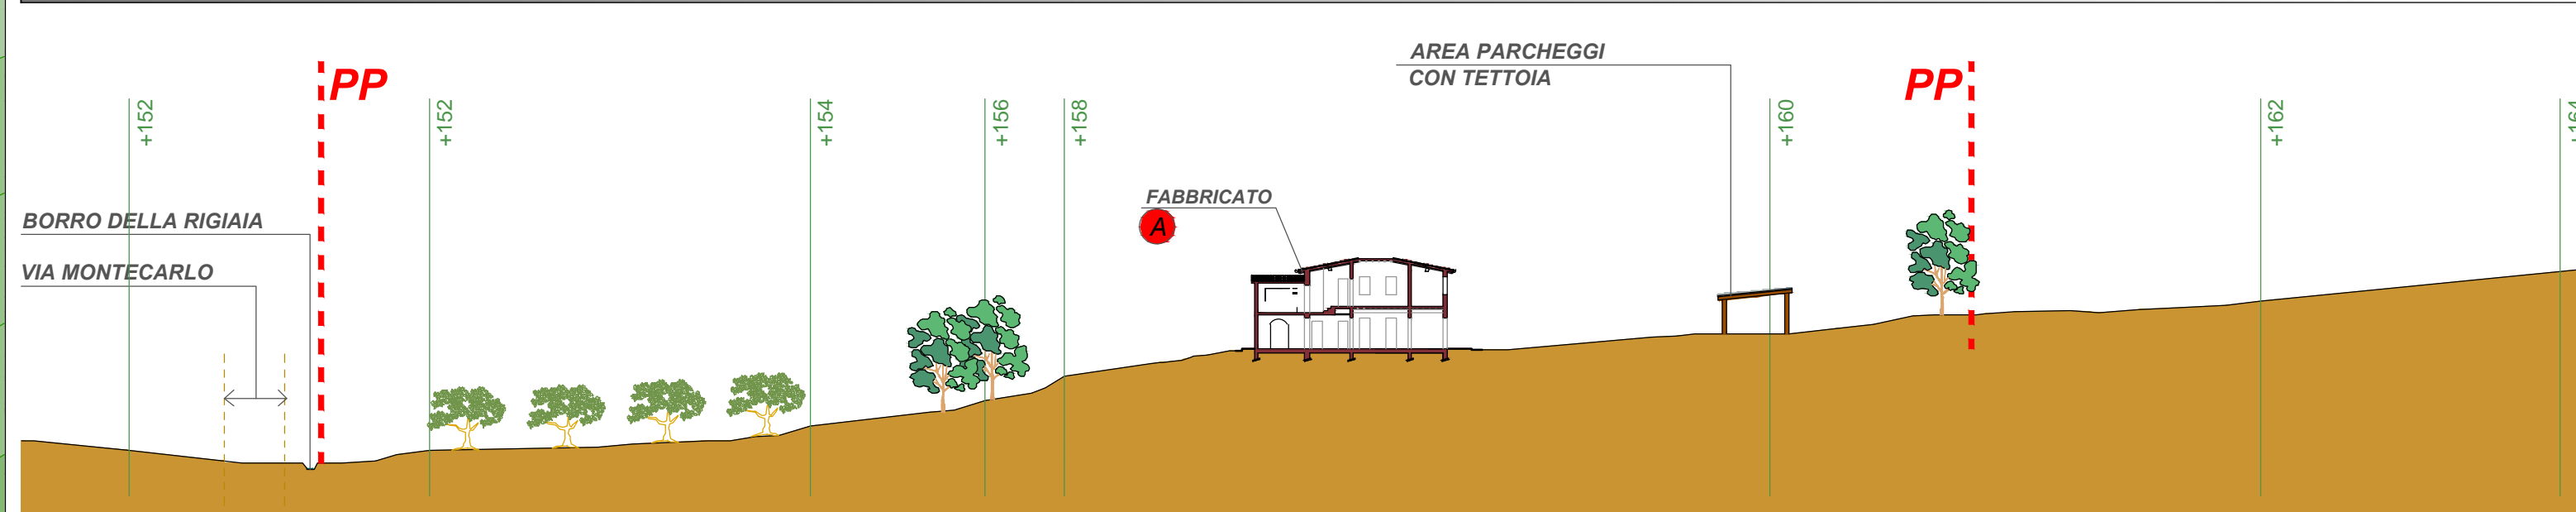 AREA PARCHEGGI
CON TETTOIA
PP
PP
+152
+152
+154
+156
+158
+160
+162
FABBRICATO
A
BORRO DELLA RIGIAIA
VIA MONTECARLO